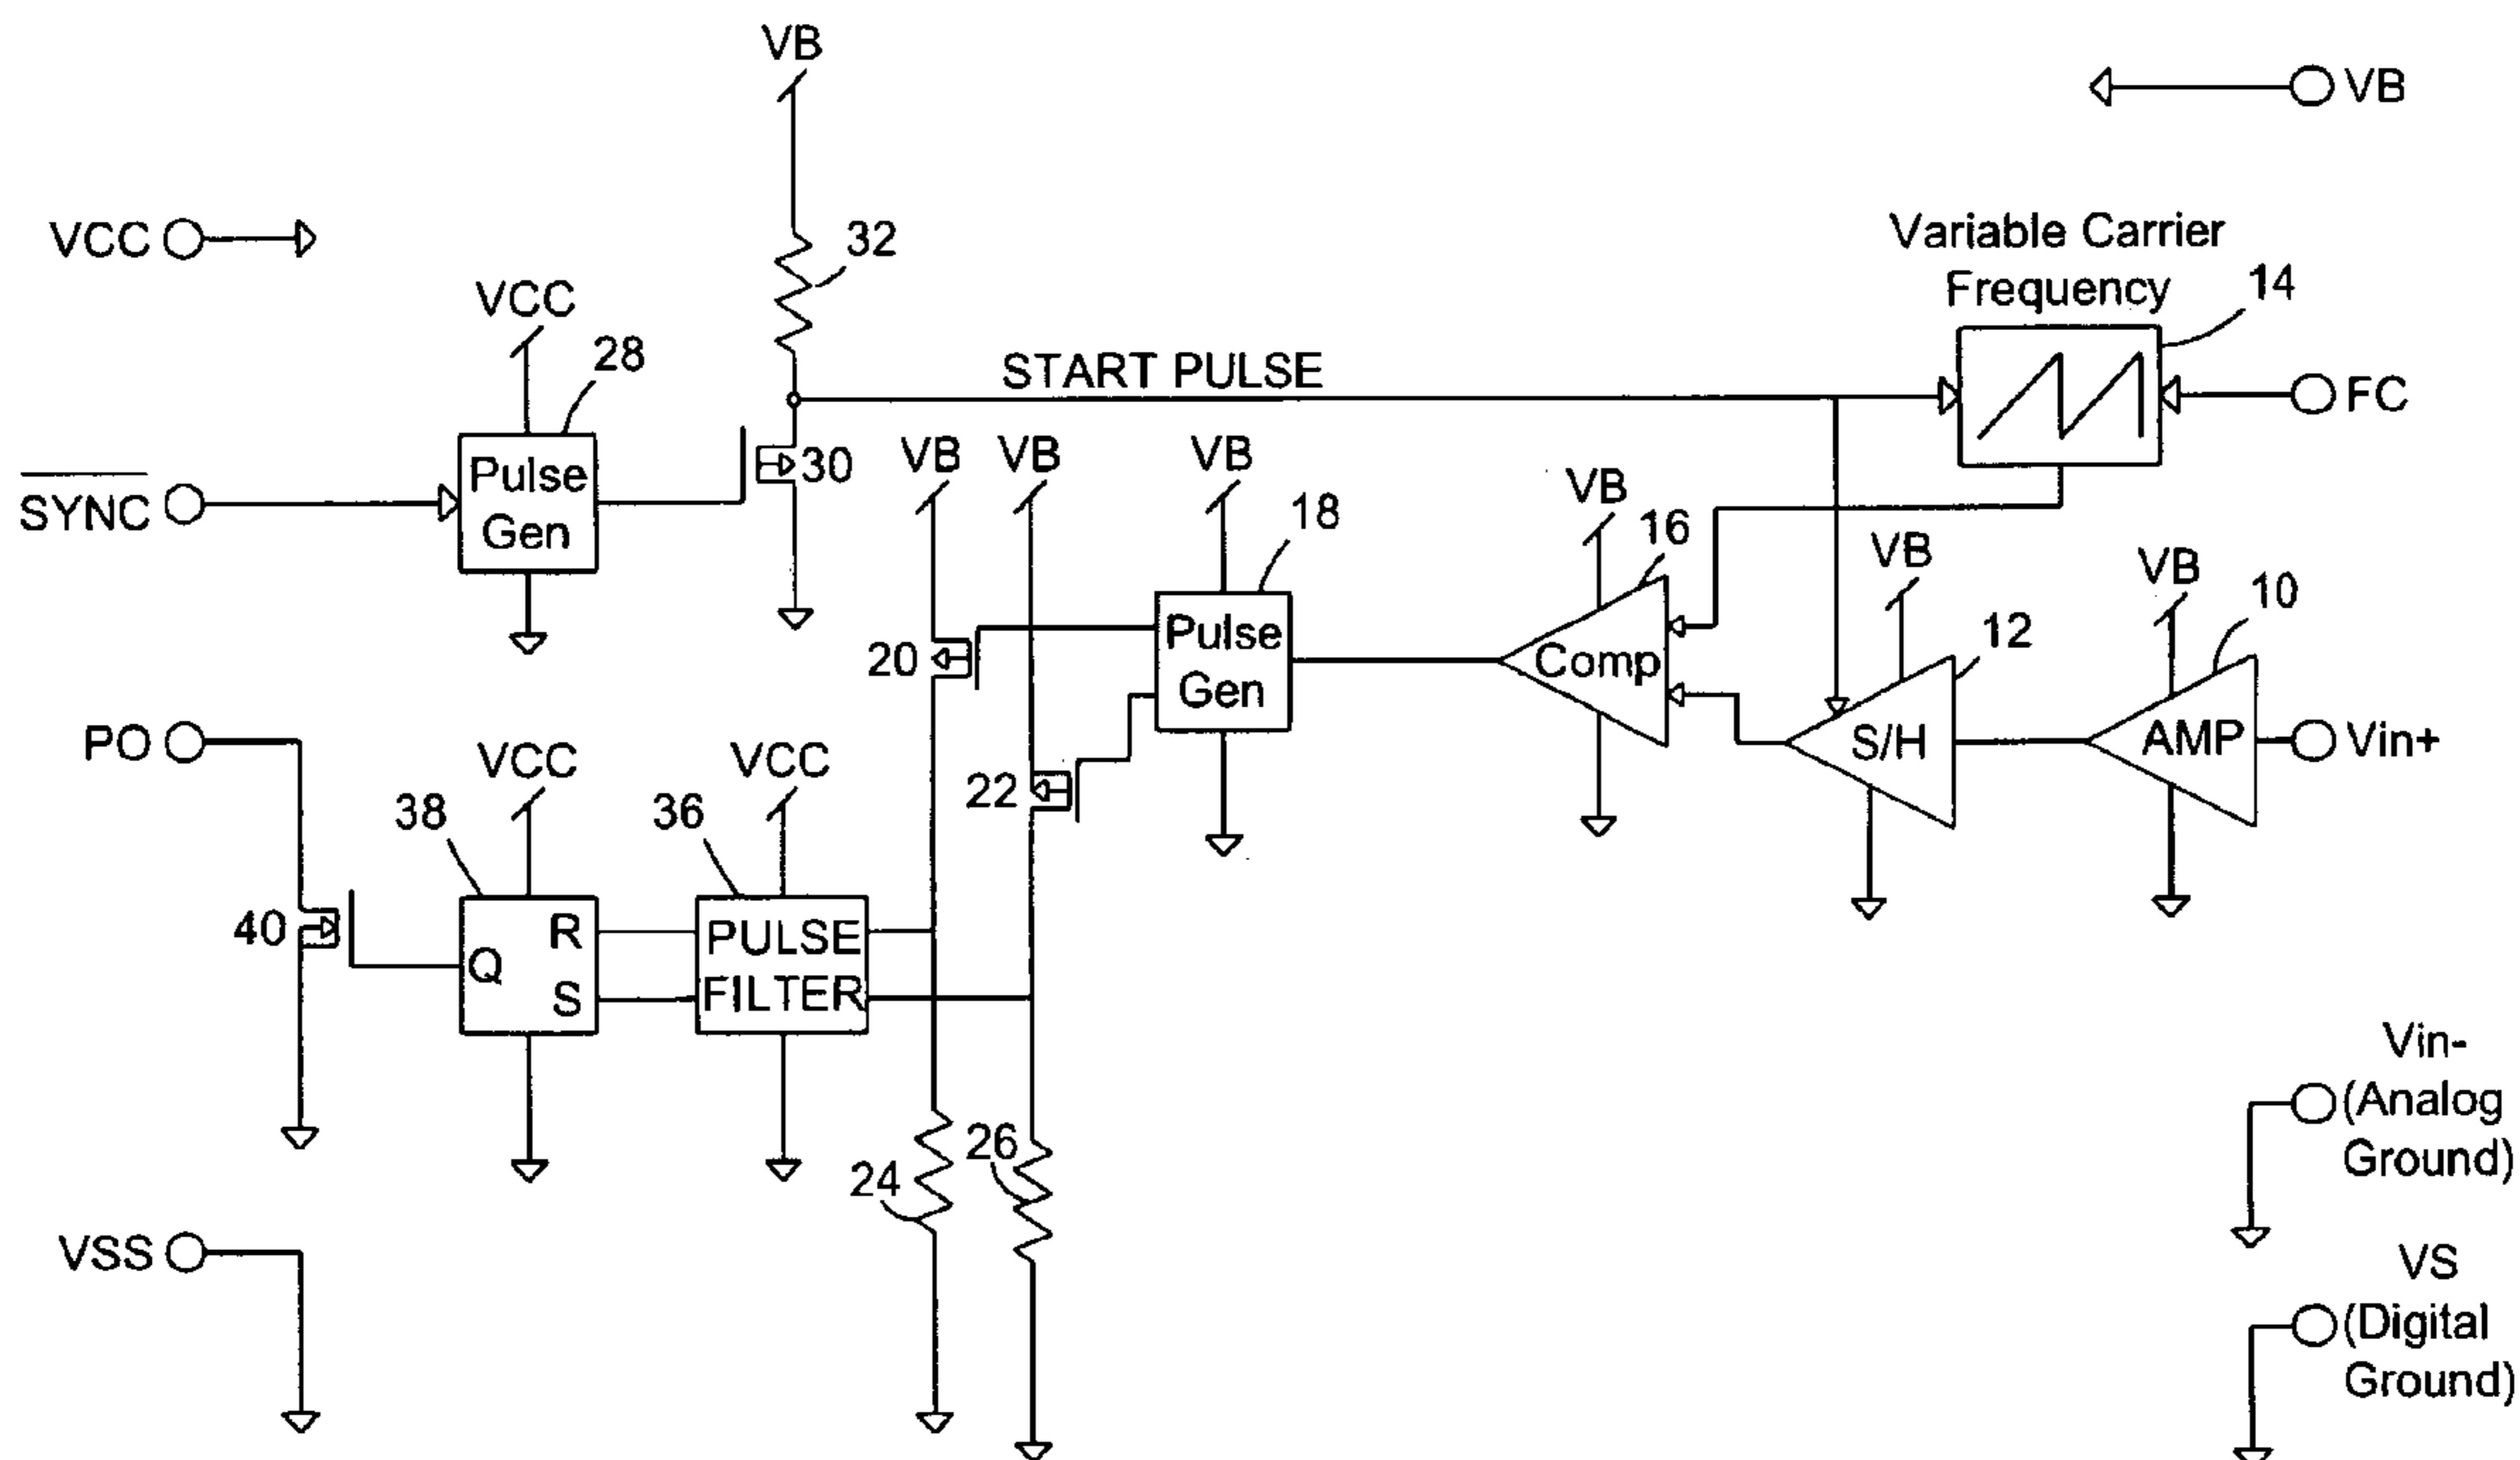 VB
VB
VCC
32
Variable Carrier
Frequency
14
VCC
28
START PULSE
FC
Pulse
Gen
30
SYNC
VB
VB
VB
18
VB
16
VB
12
VB
10
20
Pulse
Gen
Comp
S/H
AMP
Vin+
PO
22
VCC
VCC
38
36
40
R
Q
S
PULSE
FILTER
Vin-
(Analog
Ground)
24
26
VSS
VS
(Digital
Ground)